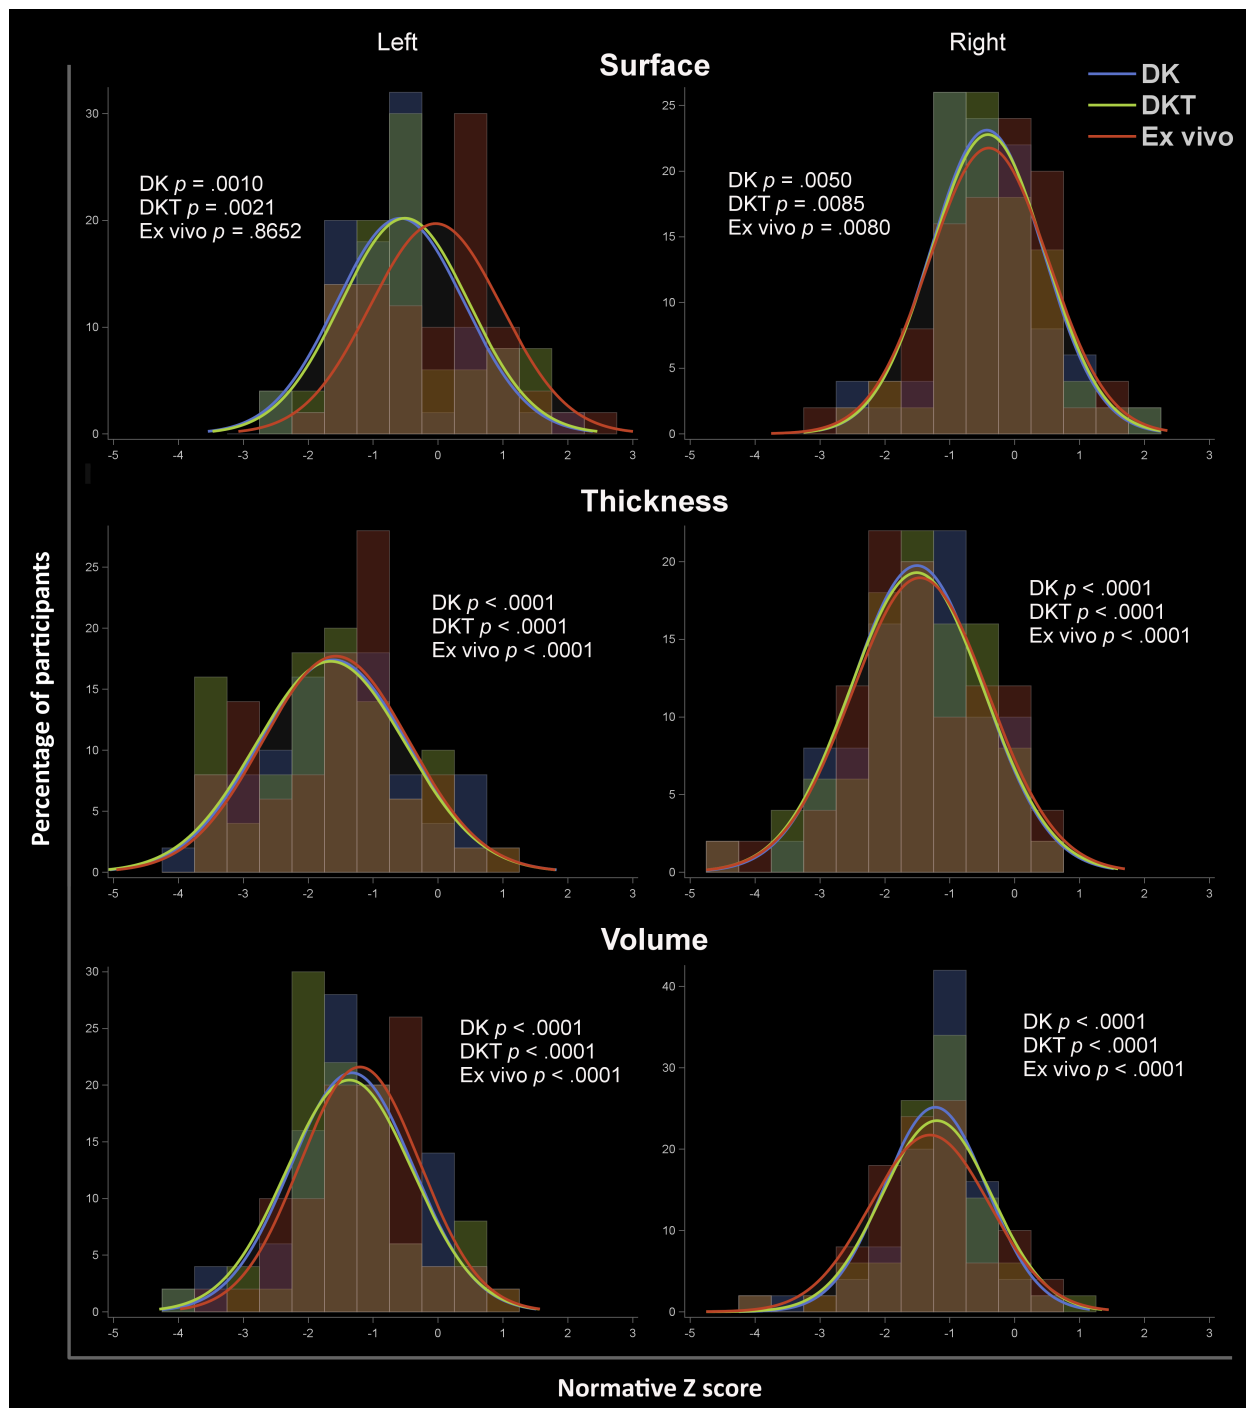 Left
Right
Surface
DK
DKT
Ex vivo
DK p = .0010
DKT p = .0021
Ex vivo p = .8652
30
20
10
0
-5 -4 -3 -2 -1 0 1 2 3
DK p = .0050
DKT p = .0085
Ex vivo p = .0080
25
20
15
10
5
0
-5 -4 -3 -2 -1 0 1 2 3
Thickness
DK p < .0001
DKT p < .0001
Ex vivo p < .0001
25
20
15
10
5
0
-5 -4 -3 -2 -1 0 1 2 3
DK p < .0001
DKT p < .0001
Ex vivo p < .0001
20
15
10
5
0
-5 -4 -3 -2 -1 0 1 2 3
Volume
DK p < .0001
DKT p < .0001
Ex vivo p < .0001
30
25
20
15
10
5
0
-5 -4 -3 -2 -1 0 1 2 3
DK p < .0001
DKT p < .0001
Ex vivo p < .0001
40
30
20
10
0
-5 -4 -3 -2 -1 0 1 2 3
Percentage of participants
Normative Z score